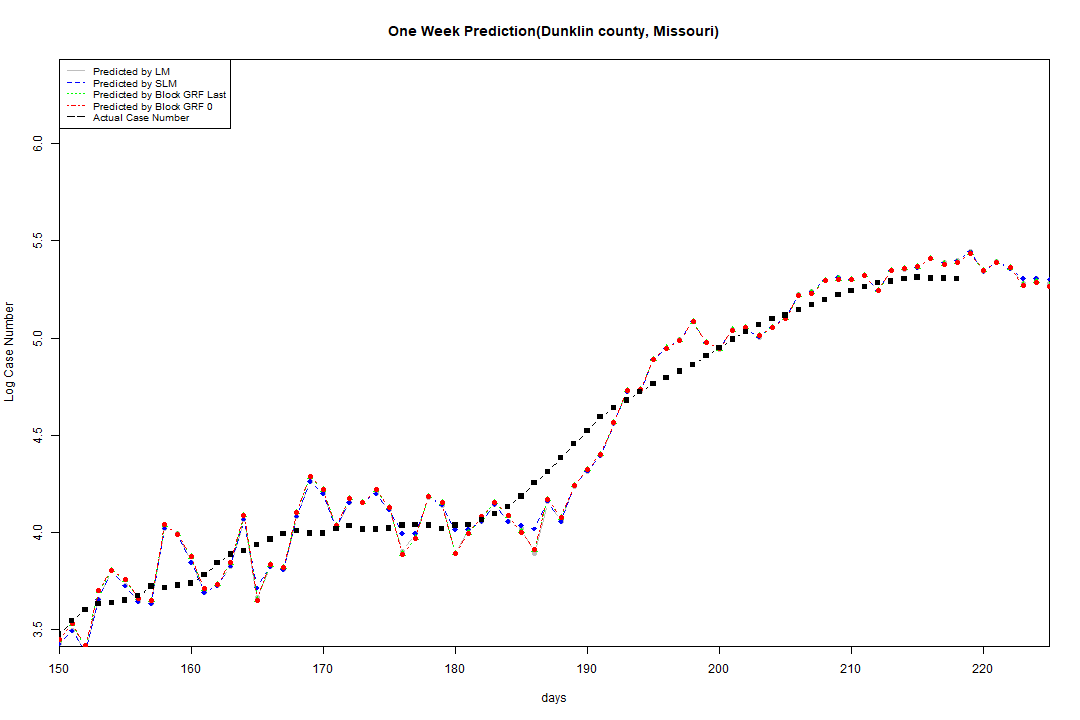 One Week Prediction(Dunklin county, Missouri)
Predicted by LM
Predicted by SLM
Predicted by Block GRF Last
Predicted by Block GRF 0
Actual Case Number
Log Case Number
6.0
5.5
5.0
4.5
4.0
3.5
150 160 170 180 190 200 210 220
days